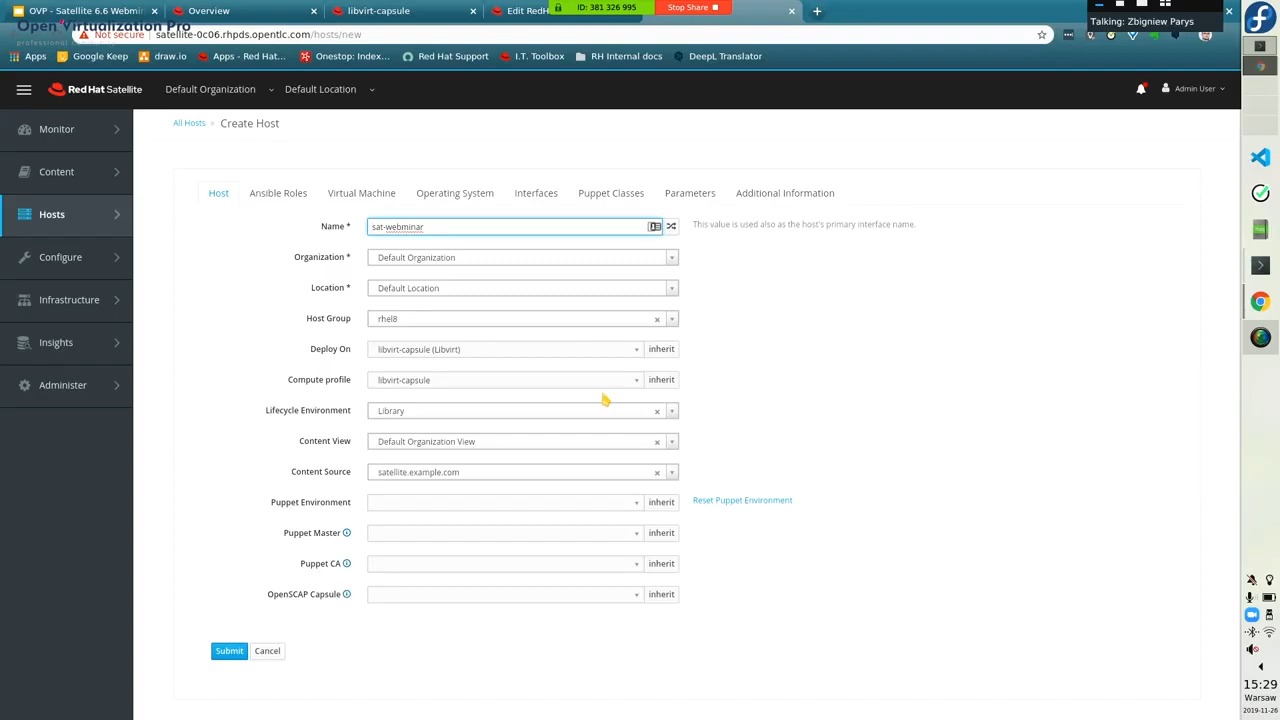 OVP - Satellite 6.6 Webmin
Overview
libvirt-capsule
Edit RedH
ID: 381 326 995
Stop Share
Talking: Zbigniew Parys
Open Virtualization Pro
Not secure
satellite-0c06.rhpds.opentlc.com/hosts/new
Apps
Google Keep
draw.io
Apps - Red Hat...
Onestop: Index...
Red Hat Support
I.T. Toolbox
RH Internal docs
DeepL Translator
Red Hat Satellite
Default Organization
Default Location
Admin User
All Hosts » Create Host
Monitor
Content
Hosts
Configure
Infrastructure
Insights
Administer
Host
Ansible Roles
Virtual Machine
Operating System
Interfaces
Puppet Classes
Parameters
Additional Information
Name *
sat-webminar
This value is used also as the host's primary interface name.
Organization *
Default Organization
Location *
Default Location
Host Group
rhel8
Deploy On
libvirt-capsule (Libvirt)
inherit
Compute profile
libvirt-capsule
inherit
Lifecycle Environment
Library
Content View
Default Organization View
Content Source
satellite.example.com
Puppet Environment
inherit
Reset Puppet Environment
Puppet Master
inherit
Puppet CA
inherit
OpenSCAP Capsule
inherit
Submit
Cancel
15:29
Warsaw
2019-11-26